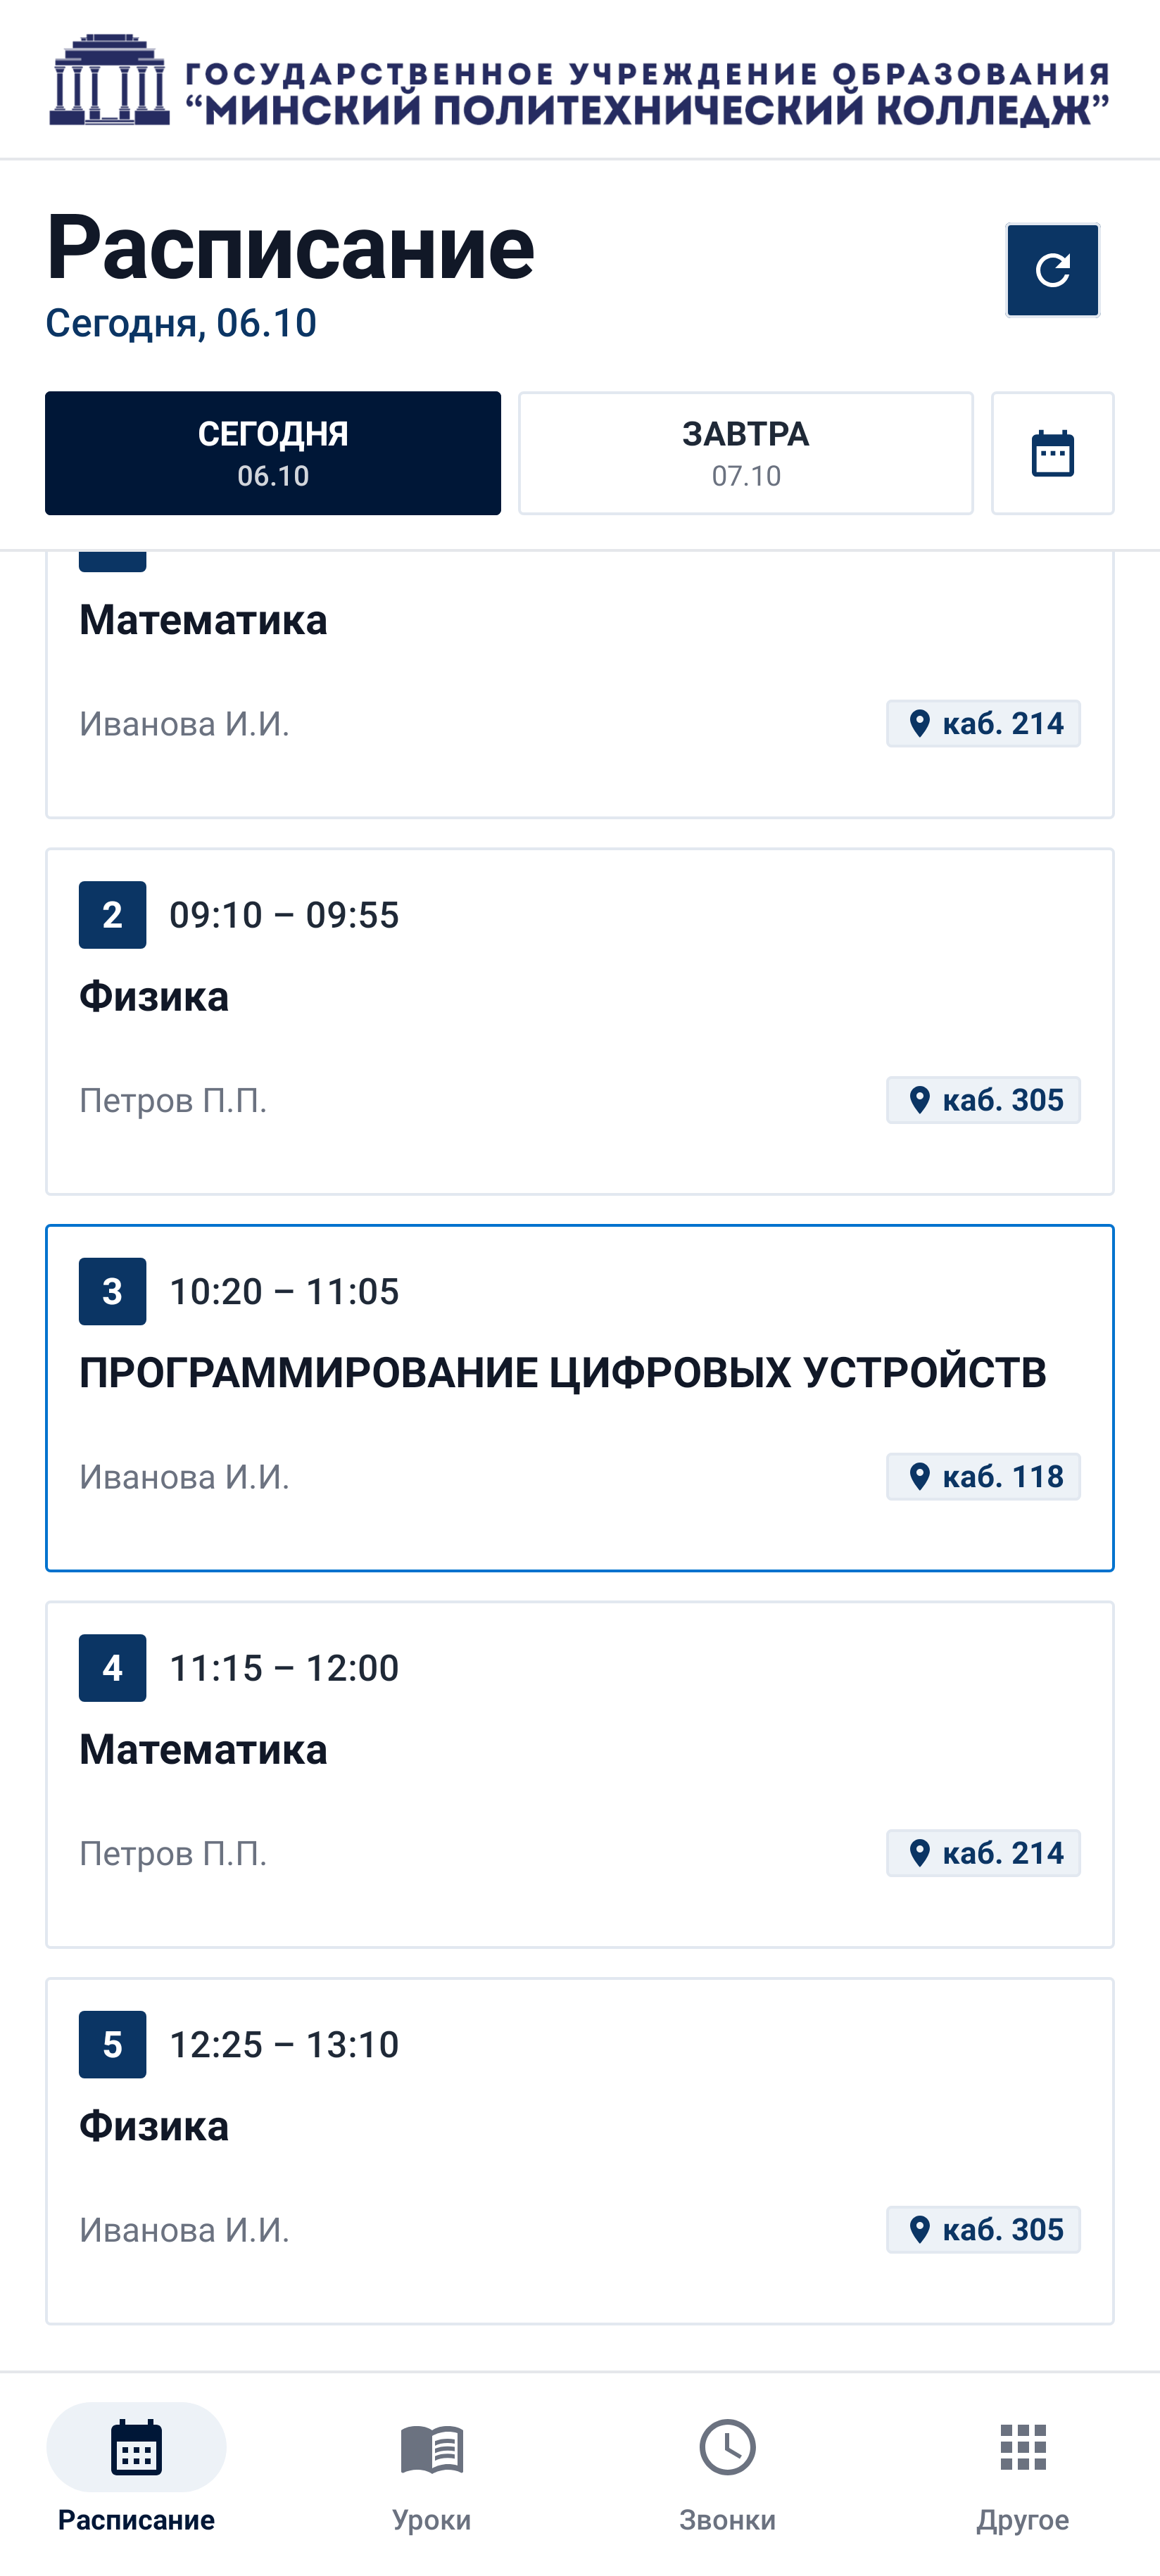 ГОСУДАРСТВЕННОЕ УЧРЕЖДЕНИЕ ОБРАЗОВАНИЯ
“МИНСКИЙ ПОЛИТЕХНИЧЕСКИЙ КОЛЛЕДЖ”
Расписание
Сегодня, 06.10
СЕГОДНЯ
06.10
ЗАВТРА
07.10
Математика
Иванова И.И.
каб. 214
2 09:10 – 09:55
Физика
Петров П.П.
каб. 305
3 10:20 – 11:05
ПРОГРАММИРОВАНИЕ ЦИФРОВЫХ УСТРОЙСТВ
Иванова И.И.
каб. 118
4 11:15 – 12:00
Математика
Петров П.П.
каб. 214
5 12:25 – 13:10
Физика
Иванова И.И.
каб. 305
Расписание
Уроки
Звонки
Другое